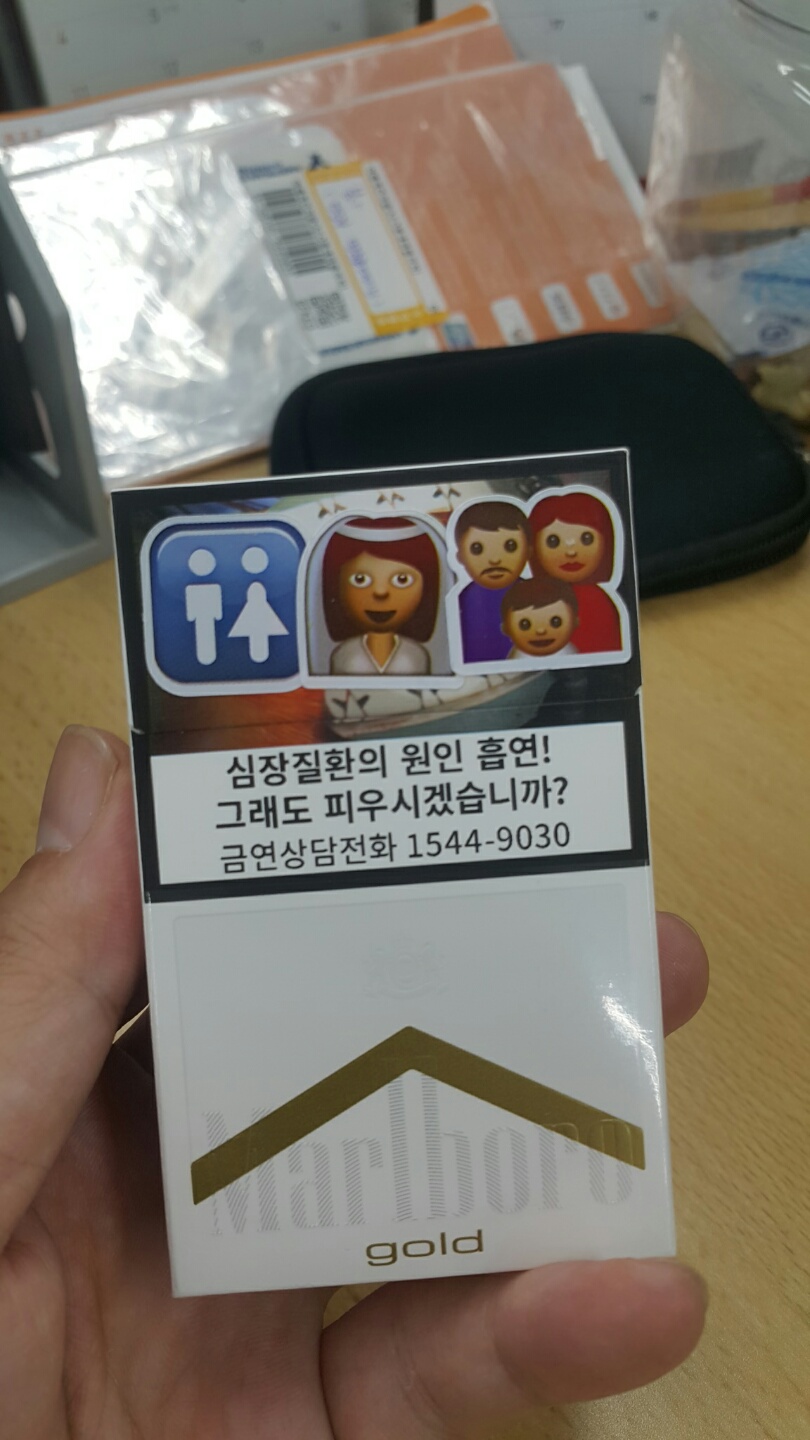 심장질환의 원인 흡연!
그래도 피우시겠습니까?
금연상담전화 1544-9030
Marlboro
gold